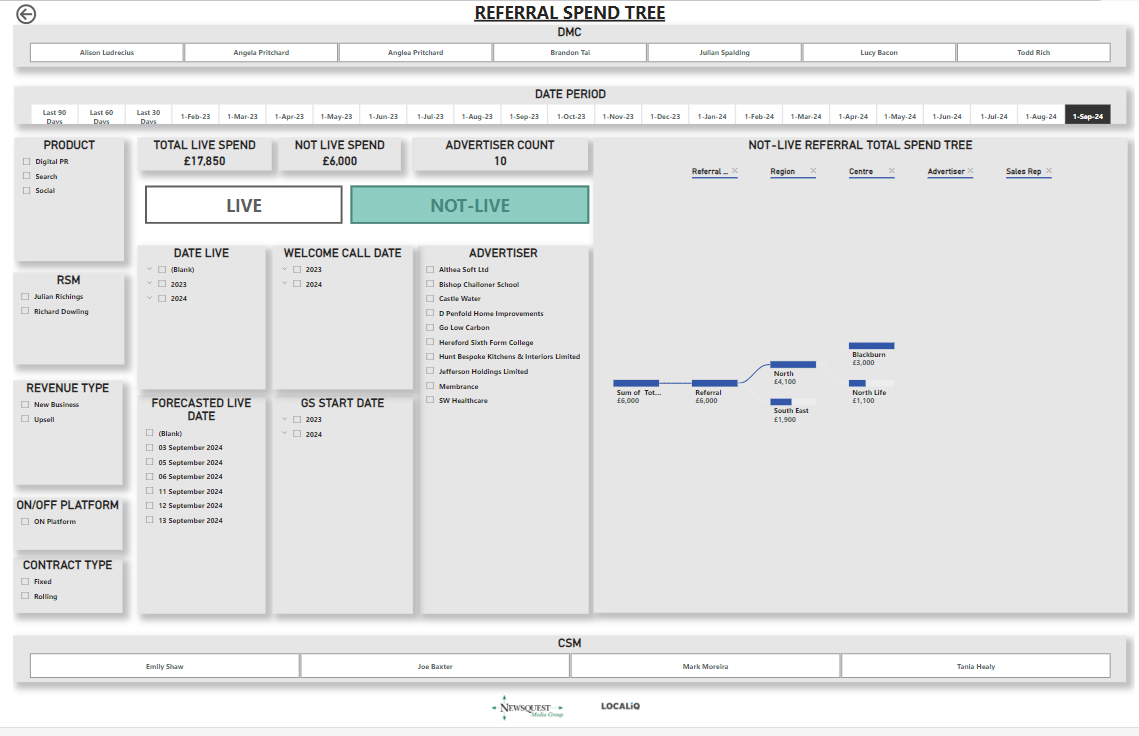 REFERRAL SPEND TREE
DMC
Alison Ludrecius
Angela Pritchard
Anglea Pritchard
Brandon Tai
Julian Spalding
Lucy Bacon
Todd Rich
DATE PERIOD
Last 90 Days
Last 60 Days
Last 30 Days
1-Feb-23
1-Mar-23
1-Apr-23
1-May-23
1-Jun-23
1-Jul-23
1-Aug-23
1-Sep-23
1-Oct-23
1-Nov-23
1-Dec-23
1-Jan-24
1-Feb-24
1-Mar-24
1-Apr-24
1-May-24
1-Jun-24
1-Jul-24
1-Aug-24
1-Sep-24
PRODUCT
Digital PR
Search
Social
RSM
Julian Richings
Richard Dowling
REVENUE TYPE
New Business
Upsell
ON/OFF PLATFORM
ON Platform
CONTRACT TYPE
Fixed
Rolling
TOTAL LIVE SPEND
£17,850
NOT LIVE SPEND
£6,000
ADVERTISER COUNT
10
LIVE
NOT-LIVE
DATE LIVE
(Blank)
2023
2024
WELCOME CALL DATE
2023
2024
FORECASTED LIVE
DATE
(Blank)
03 September 2024
05 September 2024
06 September 2024
11 September 2024
12 September 2024
13 September 2024
GS START DATE
2023
2024
ADVERTISER
Althea Soft Ltd
Bishop Challoner School
Castle Water
D Penfold Home Improvements
Go Low Carbon
Hereford Sixth Form College
Hunt Bespoke Kitchens & Interiors Limited
Jefferson Holdings Limited
Membrance
SW Healthcare
NOT-LIVE REFERRAL TOTAL SPEND TREE
Referral ...
Region
Centre
Advertiser
Sales Rep
Sum of Tot...
£6,000
Referral
£6,000
North
£4,100
South East
£1,900
Blackburn
£3,000
North Life
£1,100
CSM
Emily Shaw
Joe Baxter
Mark Moreira
Tania Healy
NEWSQUEST
Media Group
LOCALiQ